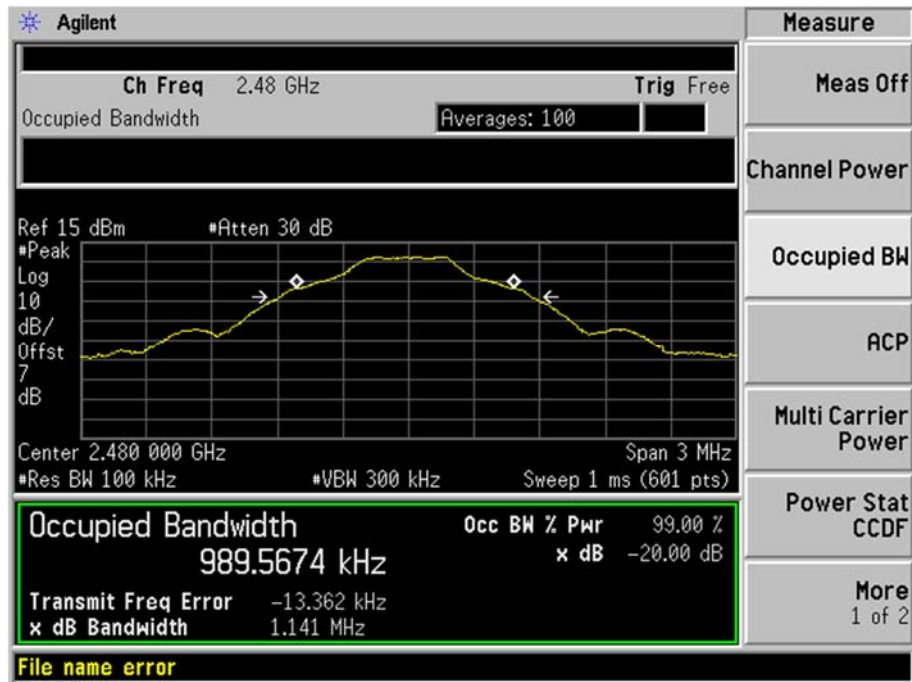 Agilent
Measure
Ch Freq 2.48 GHz Trig Free
Occupied Bandwidth Averages: 100
Meas Off
Channel Power
Occupied BW
ACP
Multi Carrier
Power
Power Stat
CCDF
More
1 of 2
Ref 15 dBm #Atten 30 dB
#Peak
Log
10
dB/
Offst
7
dB
Center 2.480 000 GHz Span 3 MHz
#Res BW 100 kHz #VBW 300 kHz Sweep 1 ms (601 pts)
Occupied Bandwidth Occ BW % Pwr 99.00 %
989.5674 kHz x dB -20.00 dB
Transmit Freq Error -13.362 kHz
x dB Bandwidth 1.141 MHz
File name error